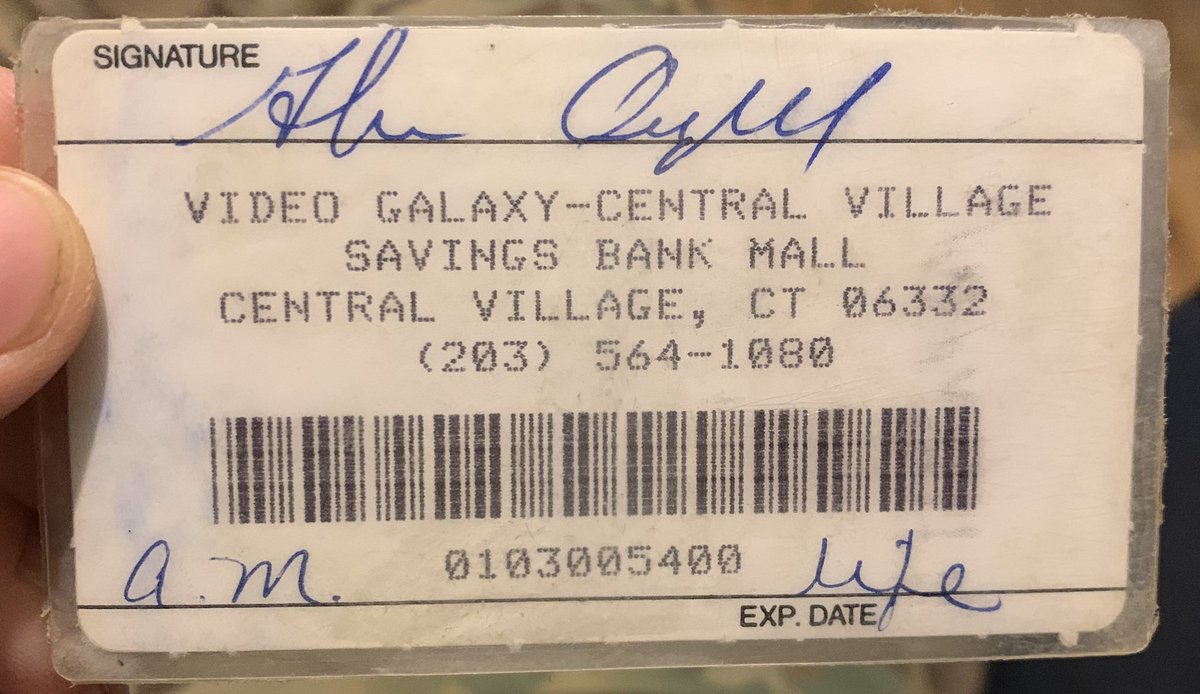 SIGNATURE
VIDEO GALAXY-CENTRAL VILLAGE
SAVINGS BANK MALL
CENTRAL VILLAGE, CT 06332
(203) 564-1080
a.m. 0103005400 life
EXP. DATE